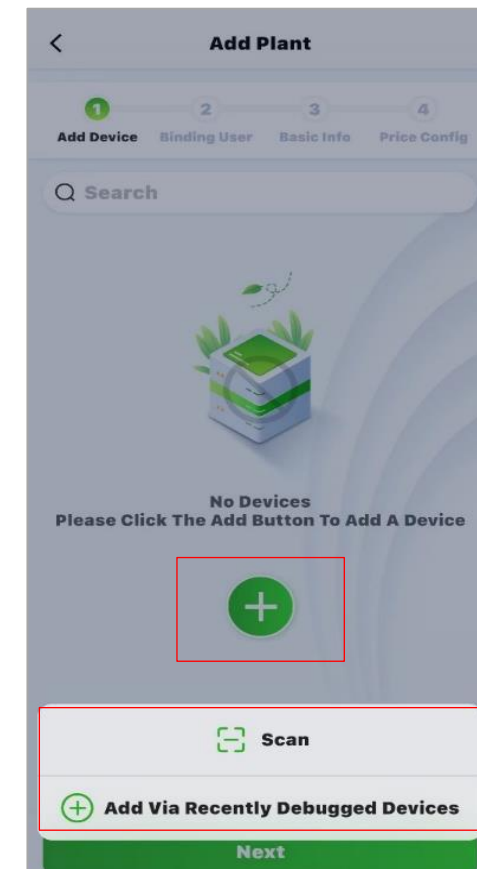 Add Plant
1 2 3 4
Add Device Binding User Basic Info Price Config
Search
No Devices
Please Click The Add Button To Add A Device
Scan
Add Via Recently Debugged Devices
Next